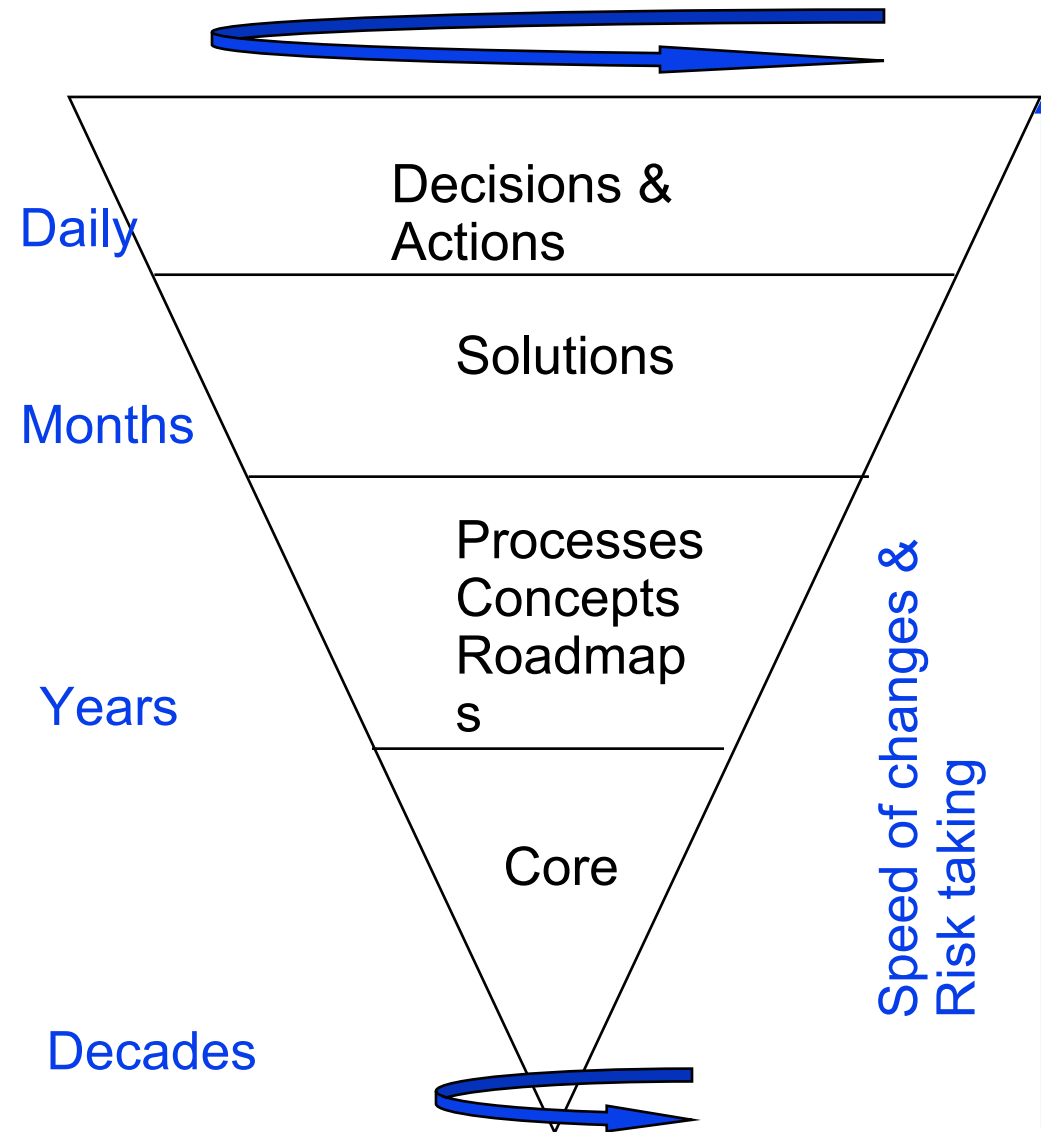 Decisions &
Actions
Daily
Solutions
Months
Processes
Concepts
Roadmap
s
Years
Core
Decades
Speed of changes &
Risk taking